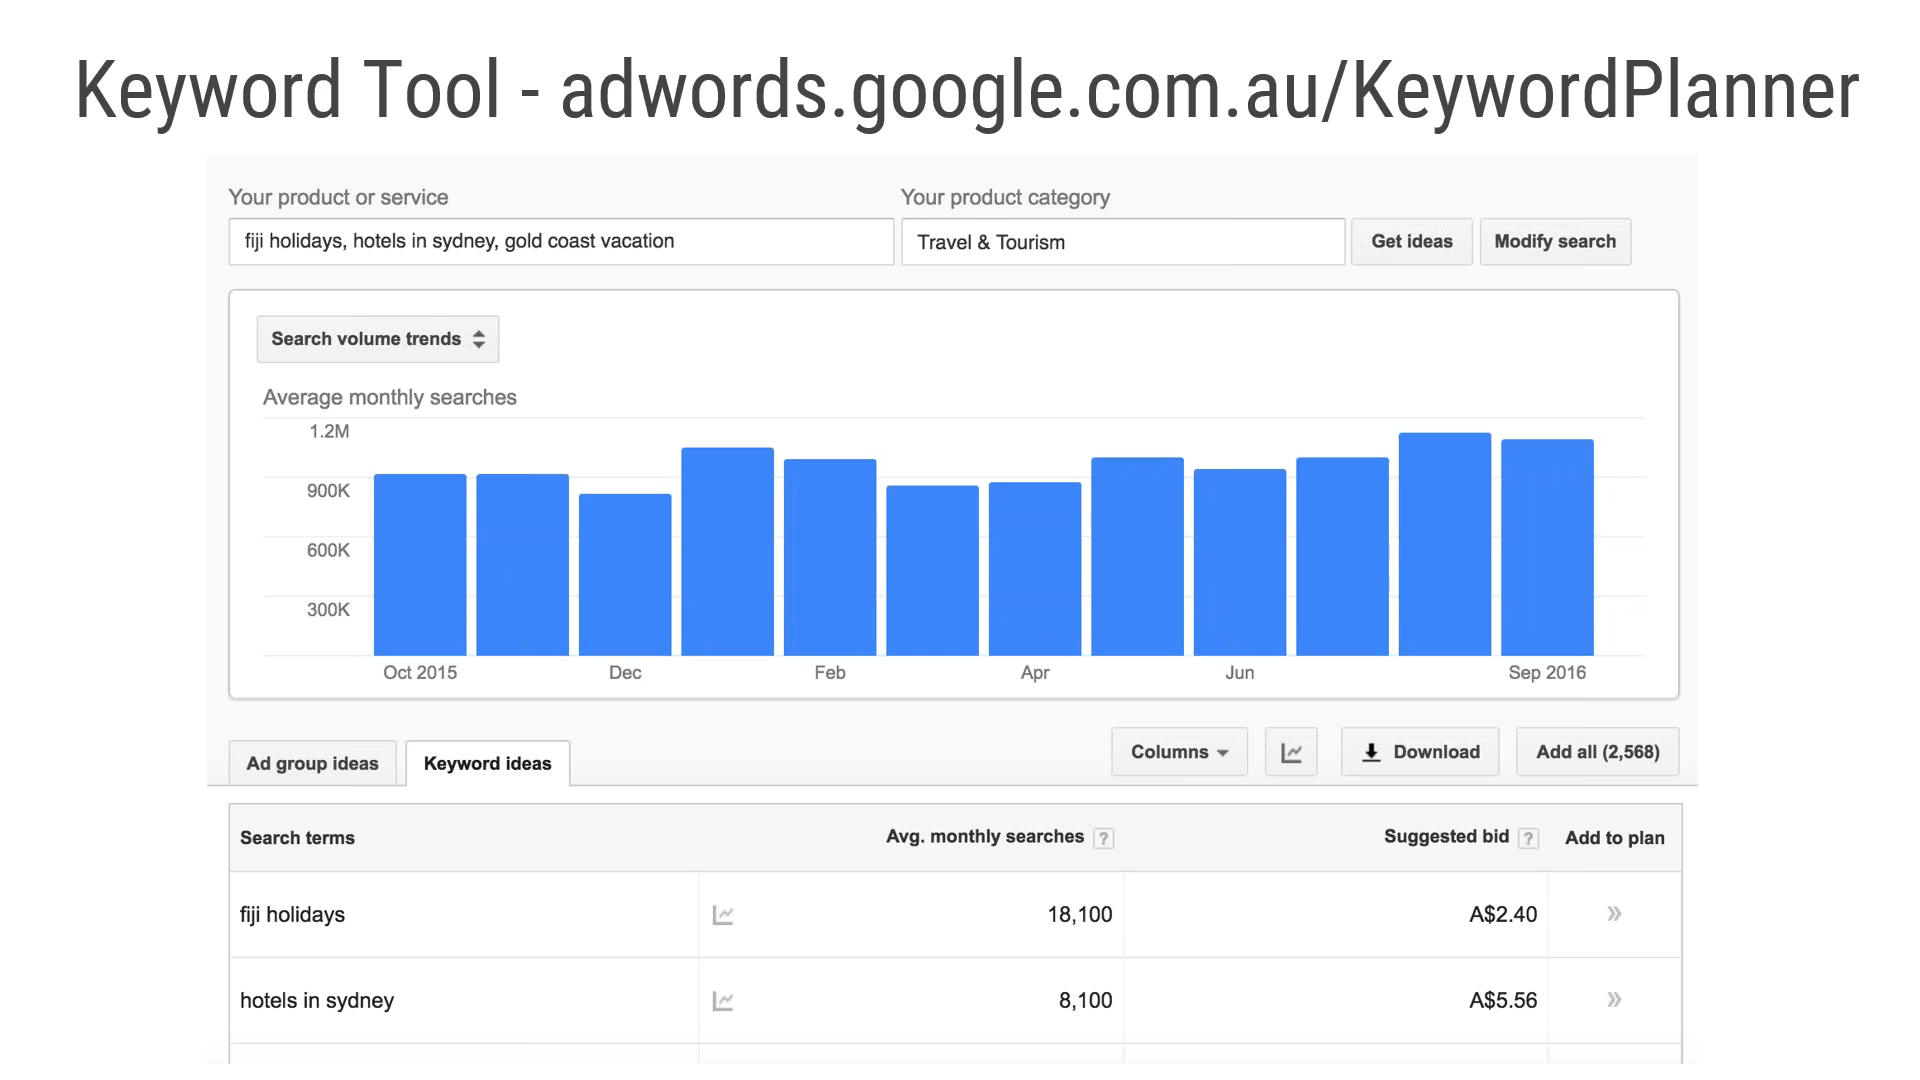 Keyword Tool - adwords.google.com.au/KeywordPlanner
Your product or service
Your product category
fiji holidays, hotels in sydney, gold coast vacation
Travel & Tourism
Get ideas
Modify search
Search volume trends
Average monthly searches
1.2M
900K
600K
300K
Oct 2015 Dec Feb Apr Jun Sep 2016
Ad group ideas
Keyword ideas
Columns
Download
Add all (2,568)
Search terms Avg. monthly searches ? Suggested bid ? Add to plan
fiji holidays 18,100 A$2.40 »
hotels in sydney 8,100 A$5.56 »